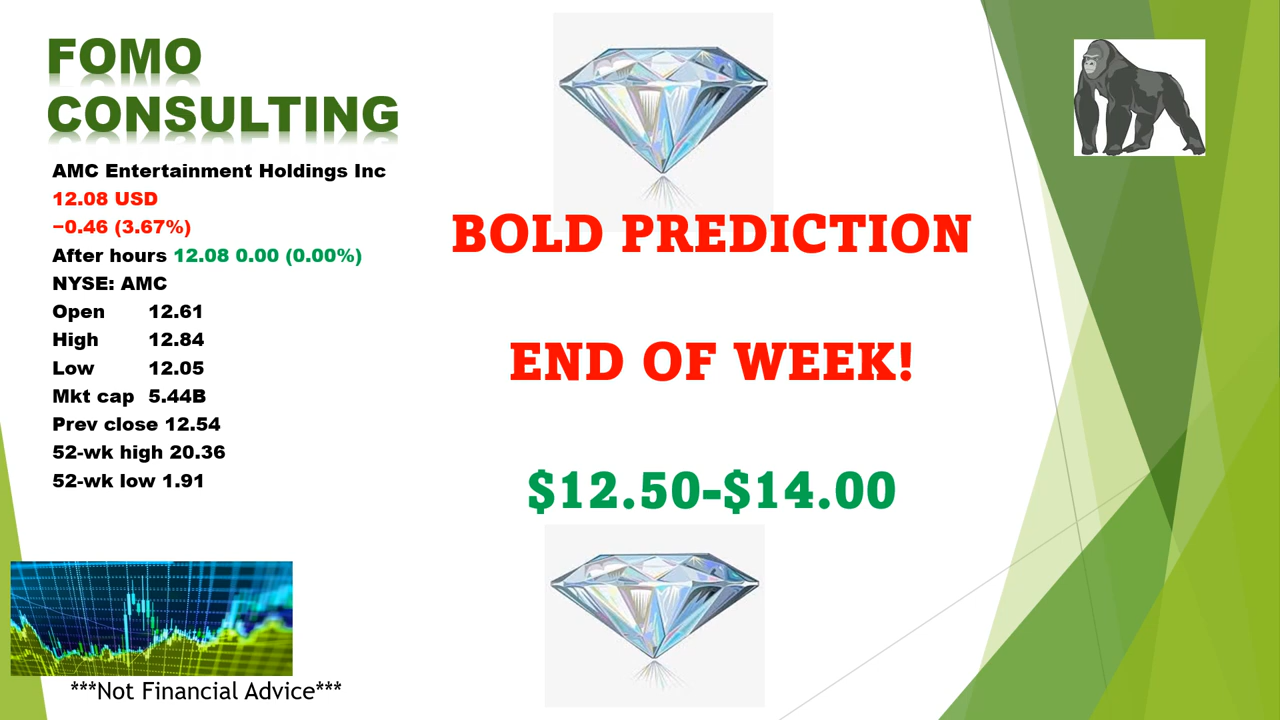 FOMO
CONSULTING
AMC Entertainment Holdings Inc
12.08 USD
−0.46 (3.67%)
After hours 12.08 0.00 (0.00%)
NYSE: AMC
Open 12.61
High 12.84
Low 12.05
Mkt cap 5.44B
Prev close 12.54
52-wk high 20.36
52-wk low 1.91
***Not Financial Advice***
BOLD PREDICTION
END OF WEEK!
$12.50-$14.00